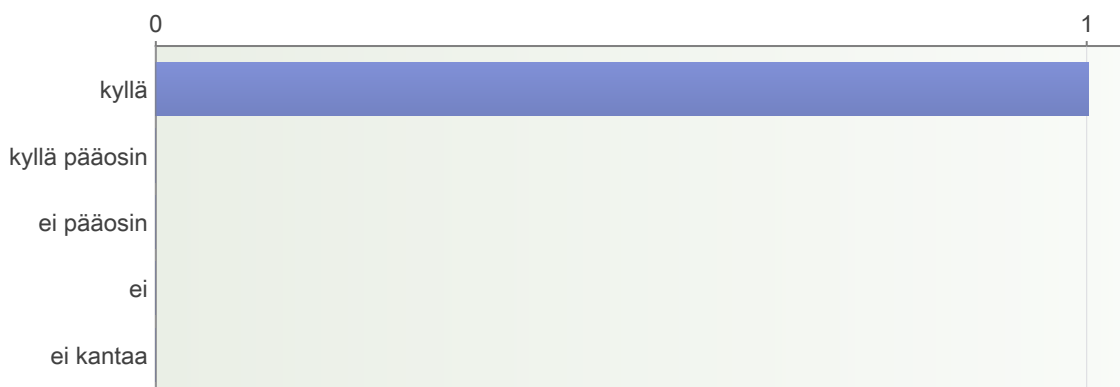 0 1
kyllä
kyllä pääosin
ei pääosin
ei
ei kantaa